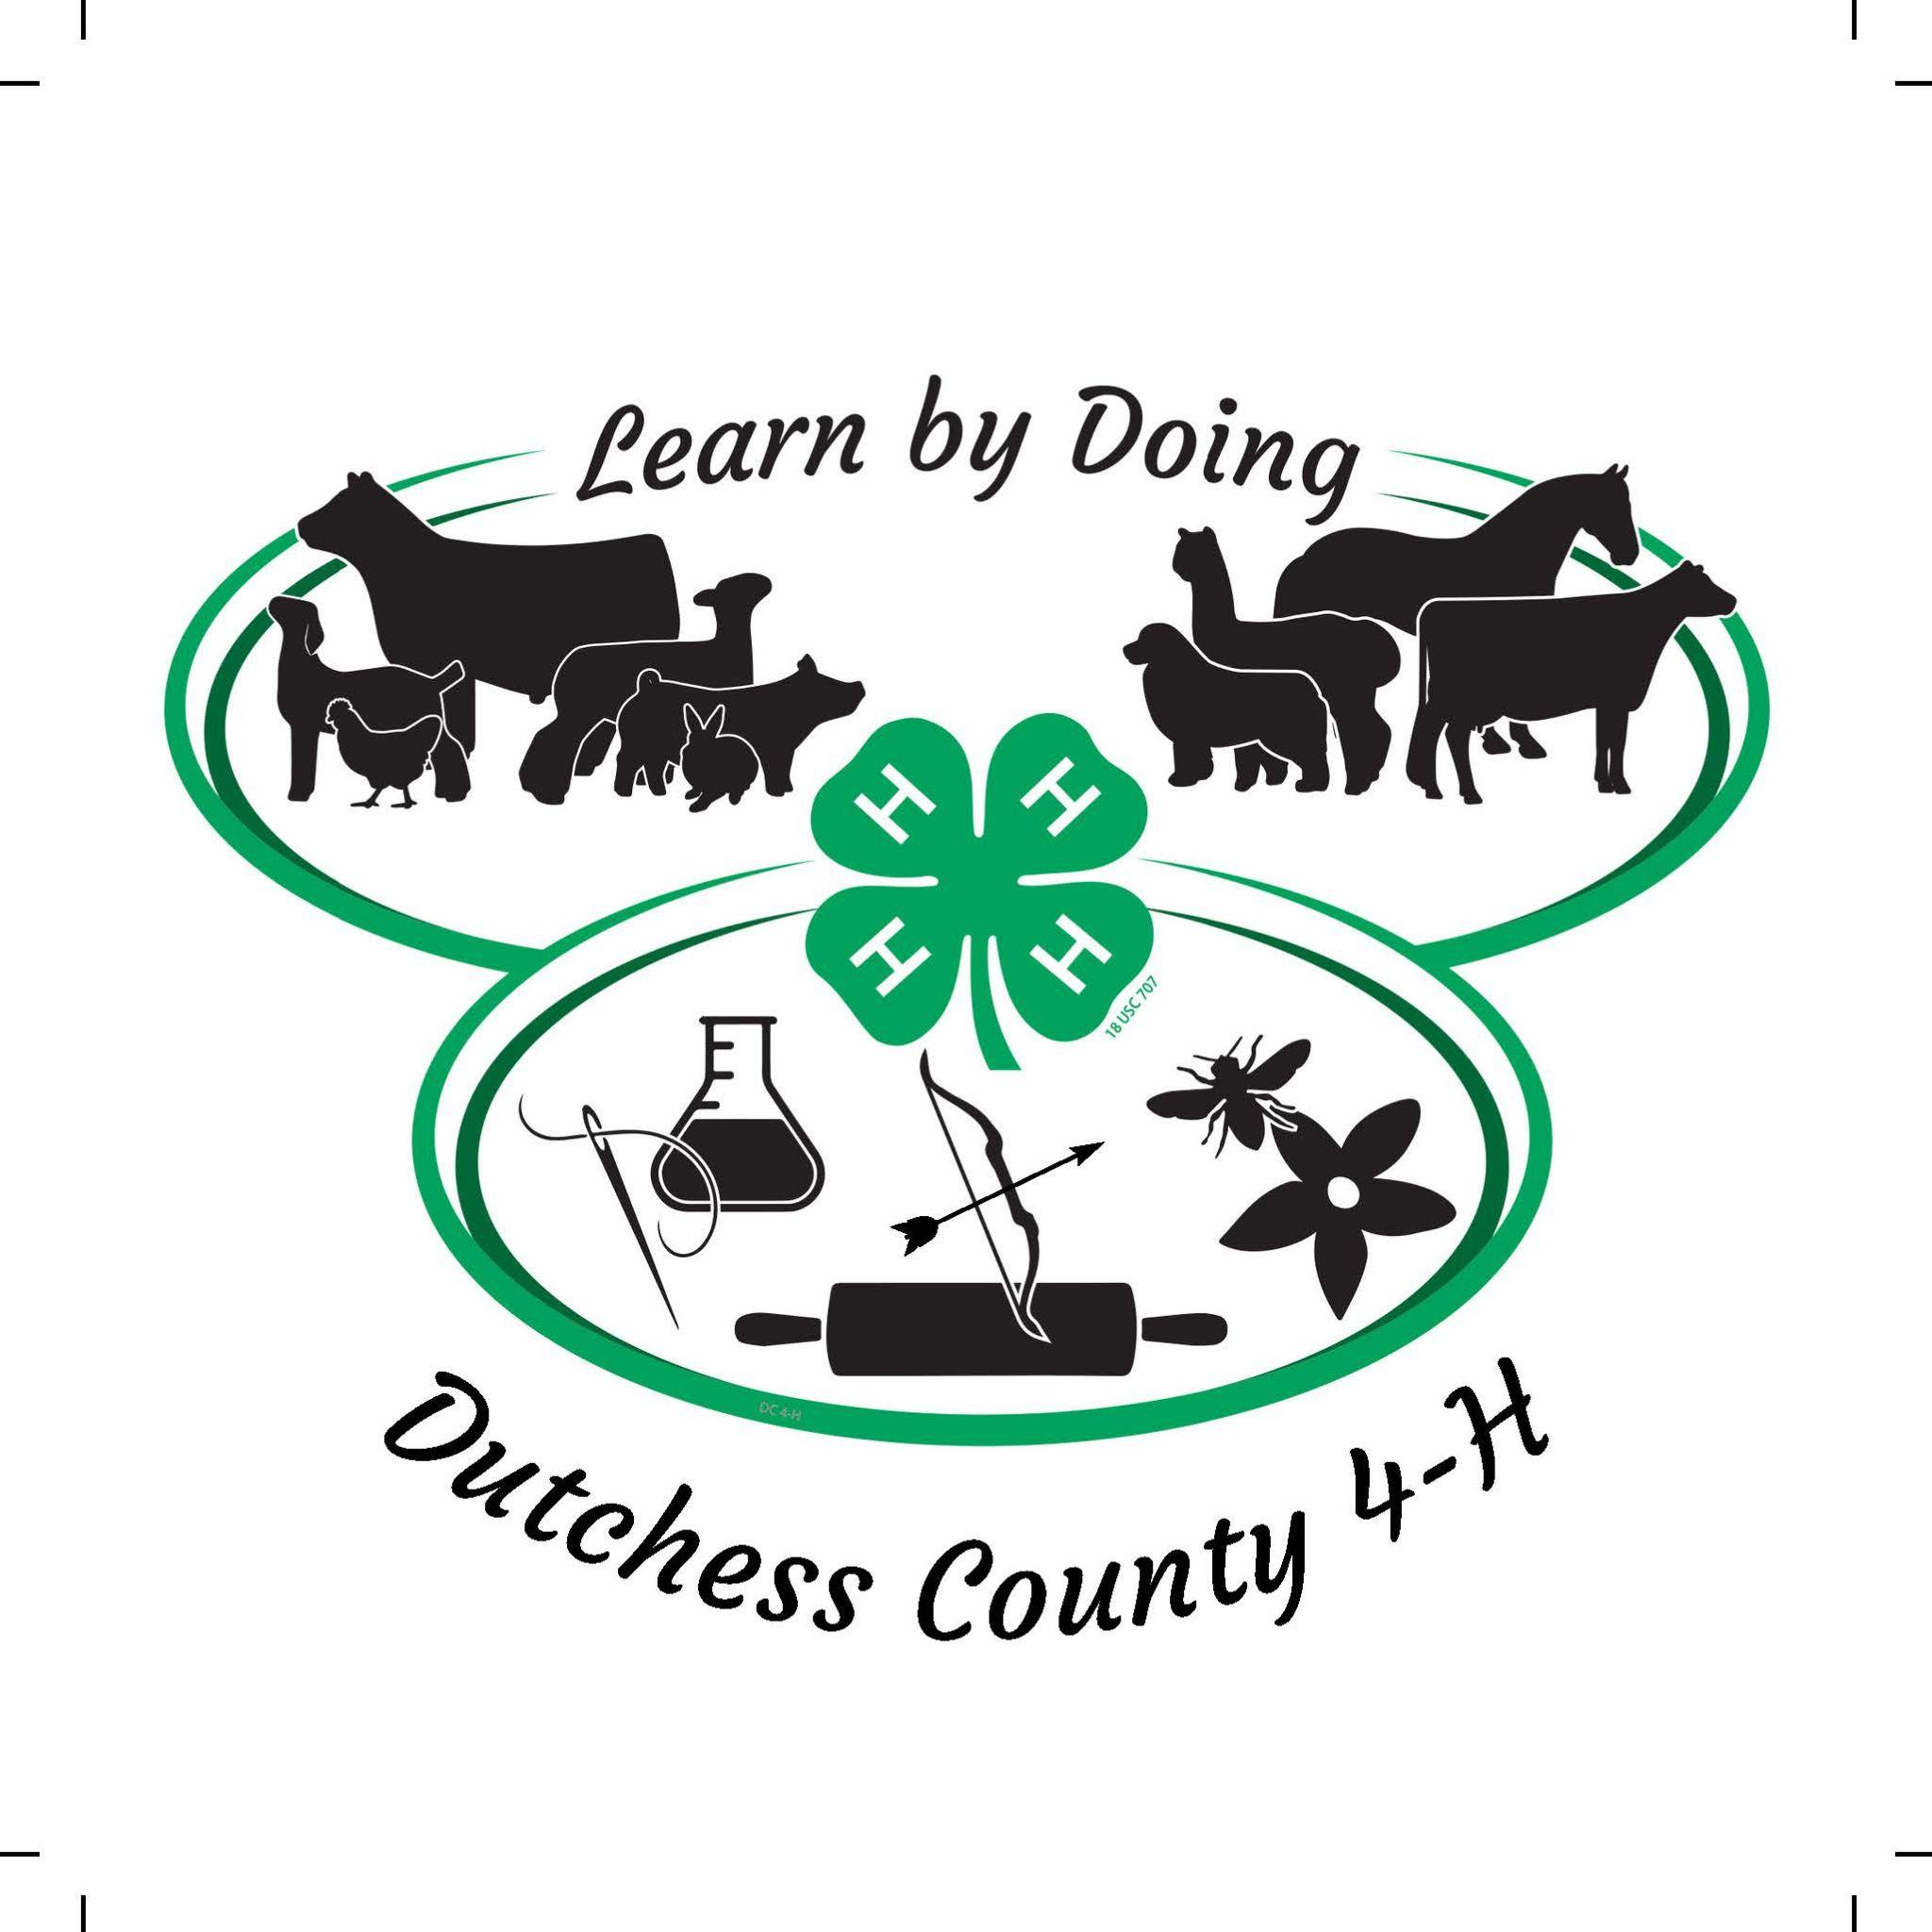 Learn by Doing
H H
H H
18 USC 707
DC 4-H
Dutchess County 4-H